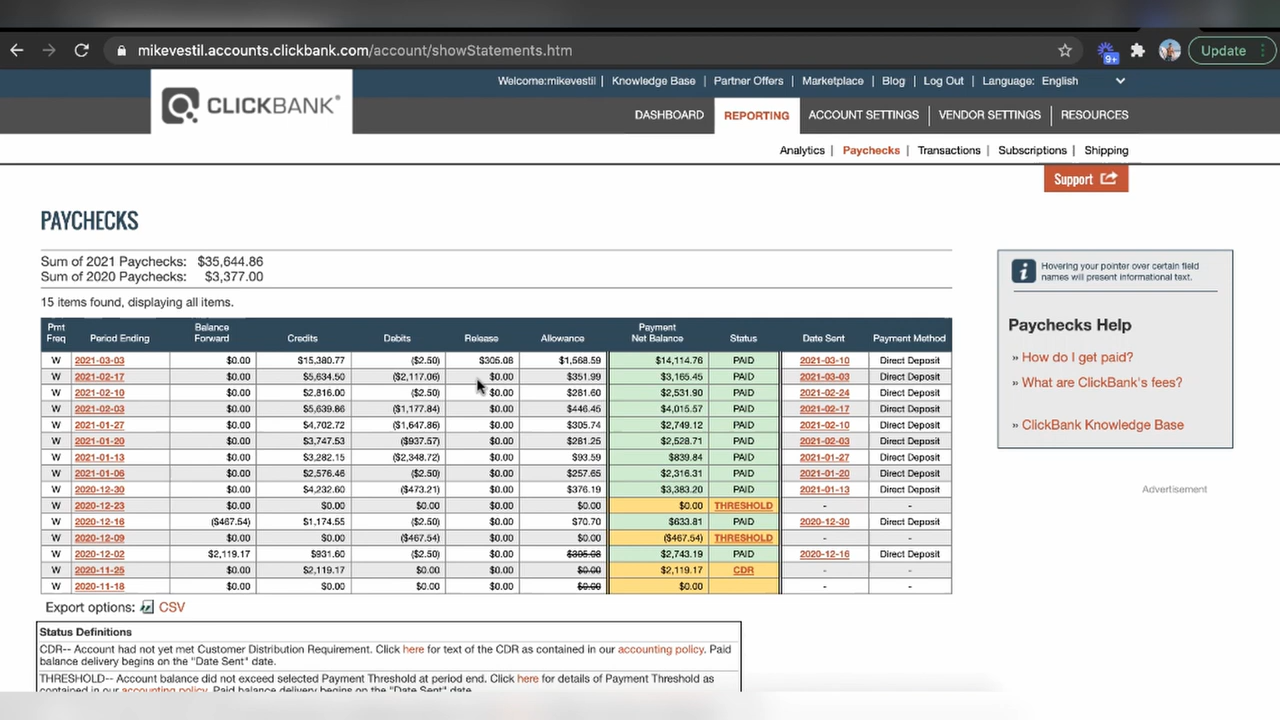 mikevestil.accounts.clickbank.com/account/showStatements.htm
9+
Update
Welcome:mikevestil | Knowledge Base | Partner Offers | Marketplace | Blog | Log Out | Language: English
CLICKBANK®
DASHBOARD REPORTING ACCOUNT SETTINGS VENDOR SETTINGS RESOURCES
Analytics | Paychecks | Transactions | Subscriptions | Shipping
Support
PAYCHECKS
Sum of 2021 Paychecks: $35,644.86
Sum of 2020 Paychecks: $3,377.00
15 items found, displaying all items.
Pmt Freq Period Ending Balance Forward Credits Debits Release Allowance Payment Net Balance Status Date Sent Payment Method
W 2021-03-03 $0.00 $15,380.77 ($2.50) $305.08 $1,568.59 $14,114.76 PAID 2021-03-10 Direct Deposit
W 2021-02-17 $0.00 $5,634.50 ($2,117.06) $0.00 $351.99 $3,165.45 PAID 2021-03-03 Direct Deposit
W 2021-02-10 $0.00 $2,816.00 ($2.50) $0.00 $281.60 $2,531.90 PAID 2021-02-24 Direct Deposit
W 2021-02-03 $0.00 $5,639.86 ($1,177.84) $0.00 $446.45 $4,015.57 PAID 2021-02-17 Direct Deposit
W 2021-01-27 $0.00 $4,702.72 ($1,647.86) $0.00 $305.74 $2,749.12 PAID 2021-02-10 Direct Deposit
W 2021-01-20 $0.00 $3,747.53 ($937.57) $0.00 $281.25 $2,528.71 PAID 2021-02-03 Direct Deposit
W 2021-01-13 $0.00 $3,282.15 ($2,348.72) $0.00 $93.59 $839.84 PAID 2021-01-27 Direct Deposit
W 2021-01-06 $0.00 $2,576.46 ($2.50) $0.00 $257.65 $2,316.31 PAID 2021-01-20 Direct Deposit
W 2020-12-30 $0.00 $4,232.60 ($473.21) $0.00 $376.19 $3,383.20 PAID 2021-01-13 Direct Deposit
W 2020-12-23 $0.00 $0.00 $0.00 $0.00 $0.00 $0.00 THRESHOLD - -
W 2020-12-16 ($467.54) $1,174.55 ($2.50) $0.00 $70.70 $633.81 PAID 2020-12-30 Direct Deposit
W 2020-12-09 $0.00 $0.00 ($467.54) $0.00 $0.00 ($467.54) THRESHOLD - -
W 2020-12-02 $2,119.17 $931.60 ($2.50) $0.00 $305.08 $2,743.19 PAID 2020-12-16 Direct Deposit
W 2020-11-25 $0.00 $2,119.17 $0.00 $0.00 $0.00 $2,119.17 CDR - -
W 2020-11-18 $0.00 $0.00 $0.00 $0.00 $0.00 $0.00 - -
Export options: CSV
Status Definitions
CDR-- Account had not yet met Customer Distribution Requirement. Click here for text of the CDR as contained in our accounting policy. Paid
balance delivery begins on the "Date Sent" date.
THRESHOLD-- Account balance did not exceed selected Payment Threshold at period end. Click here for details of Payment Threshold as
contained in our accounting policy. Paid balance delivery begins on the "Date Sent" date.
Hovering your pointer over certain field
names will present informational text.
Paychecks Help
» How do I get paid?
» What are ClickBank's fees?
» ClickBank Knowledge Base
Advertisement